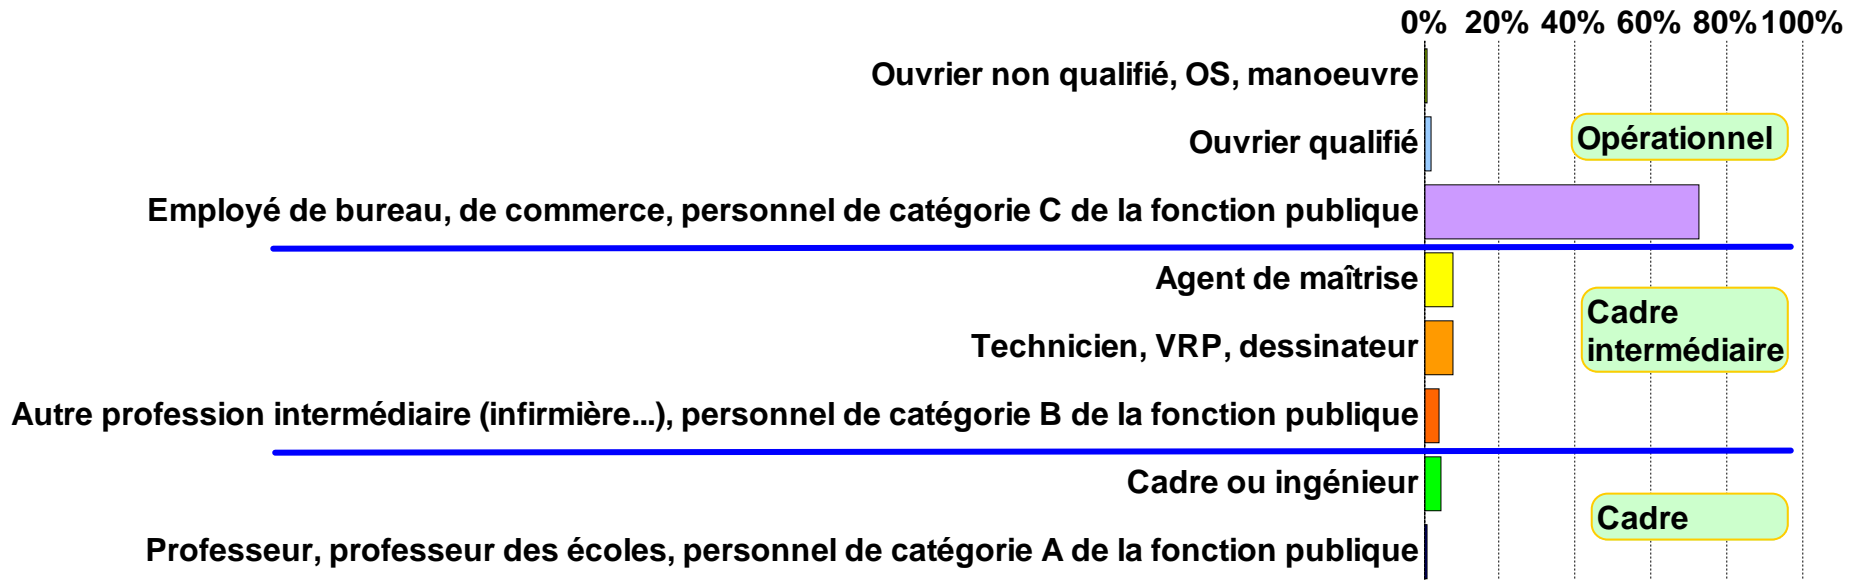 0% 20% 40% 60% 80% 100%
Ouvrier non qualifié, OS, manoeuvre
Ouvrier qualifié
Opérationnel
Employé de bureau, de commerce, personnel de catégorie C de la fonction publique
Agent de maîtrise
Cadre
intermédiaire
Technicien, VRP, dessinateur
Autre profession intermédiaire (infirmière...), personnel de catégorie B de la fonction publique
Cadre ou ingénieur
Cadre
Professeur, professeur des écoles, personnel de catégorie A de la fonction publique